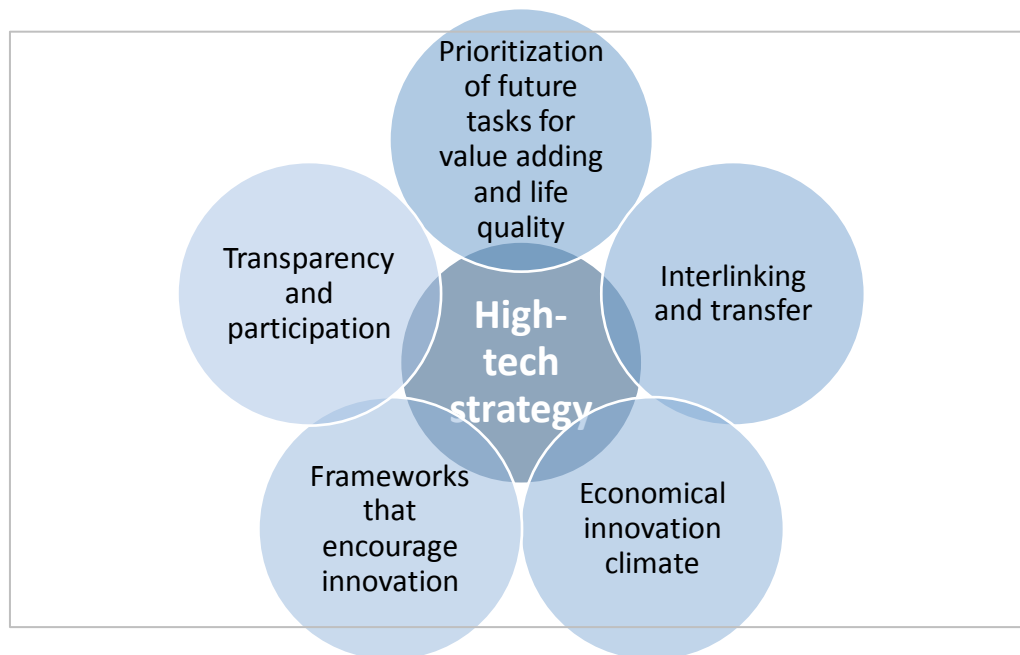 Prioritization
of future
tasks for
value adding
and life
quality
Interlinking
and transfer
Economical
innovation
climate
Frameworks
that
encourage
innovation
Transparency
and
participation
High-
tech
strategy